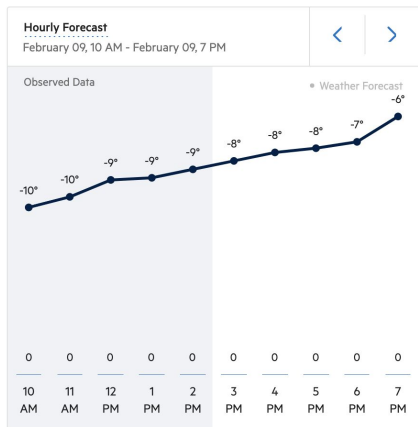 Hourly Forecast
February 09, 10 AM - February 09, 7 PM
Observed Data
Weather Forecast
-10° -10° -9° -9° -9° -8° -8° -8° -7° -6°
0 0 0 0 0 0 0 0 0 0
10 11 12 1 2 3 4 5 6 7
AM AM PM PM PM PM PM PM PM PM